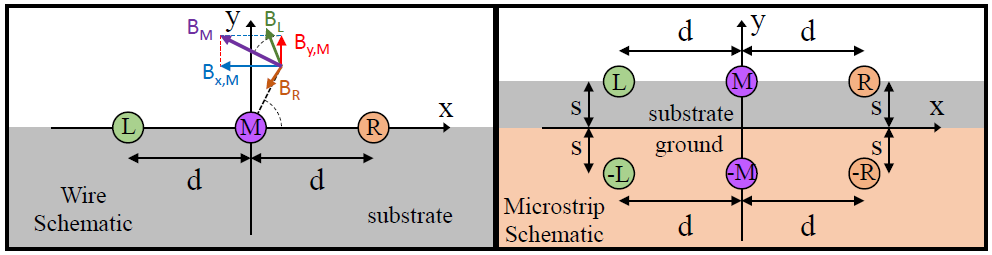 y
B_M
B_L
B_y,M
B_x,M
B_R
x
L
M
R
d
d
Wire
Schematic
substrate
y
d
d
L
M
R
s
substrate
s
x
s
ground
s
-L
-M
-R
Microstrip
Schematic
d
d